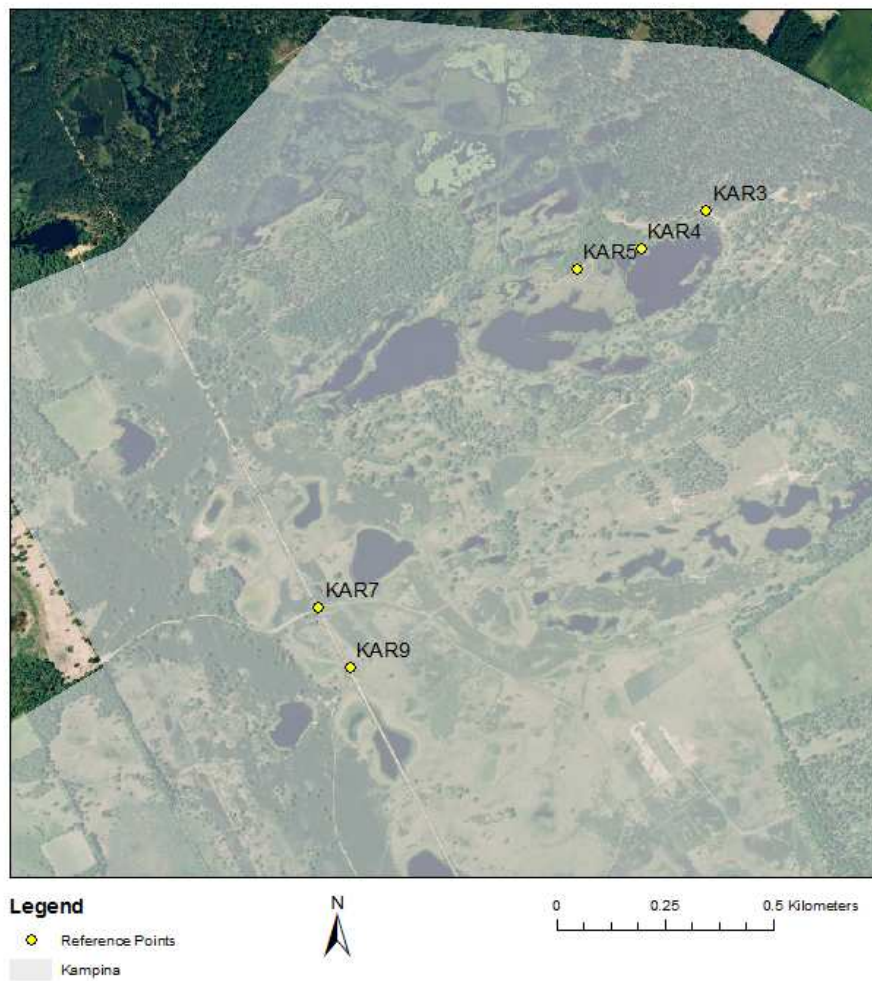 KAR3
KAR4
KAR5
KAR7
KAR9
Legend
Reference Points
Kampina
N
0 0.25 0.5 Kilometers